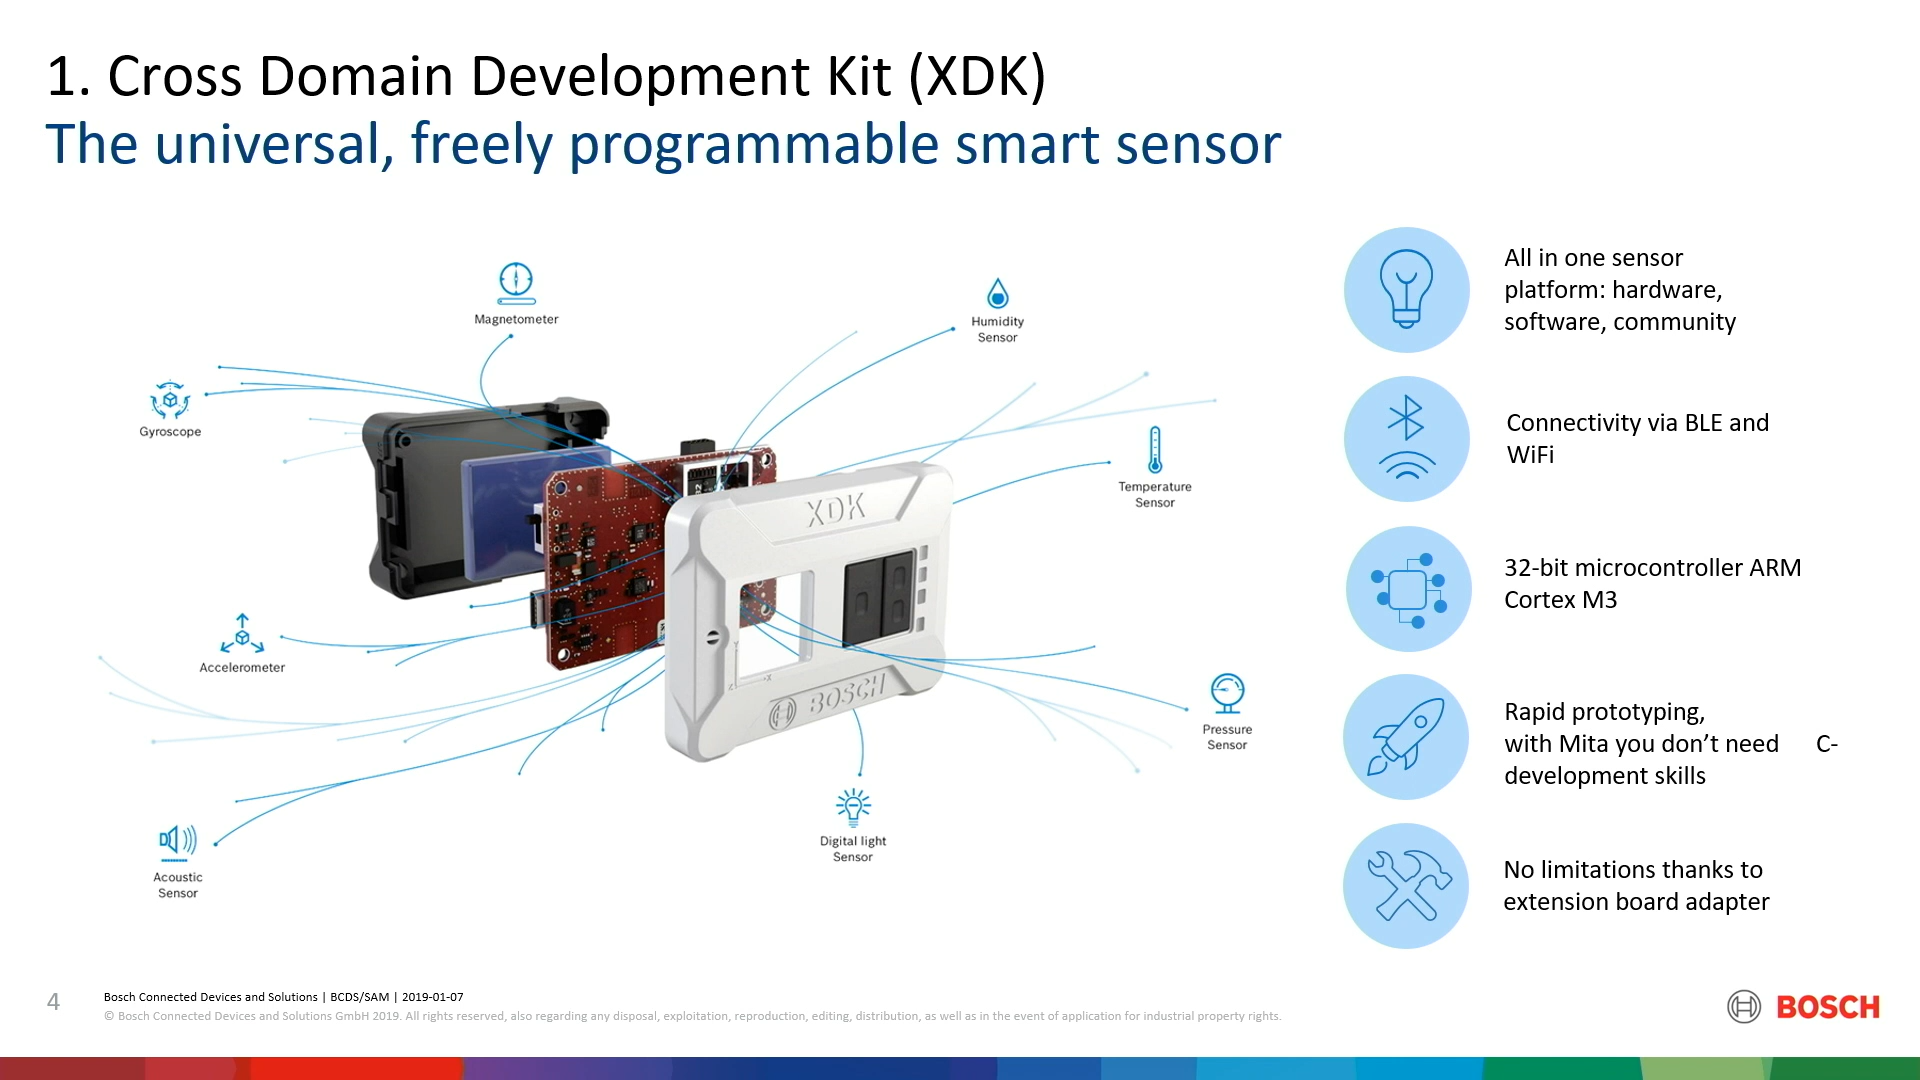 1. Cross Domain Development Kit (XDK)
The universal, freely programmable smart sensor
Magnetometer
Humidity
Sensor
Gyroscope
Temperature
Sensor
Accelerometer
Pressure
Sensor
Digital light
Sensor
Acoustic
Sensor
XDK
BOSCH
All in one sensor
platform: hardware,
software, community
Connectivity via BLE and
WiFi
32-bit microcontroller ARM
Cortex M3
Rapid prototyping,
with Mita you don’t need C-
development skills
No limitations thanks to
extension board adapter
4
Bosch Connected Devices and Solutions | BCDS/SAM | 2019-01-07
© Bosch Connected Devices and Solutions GmbH 2019. All rights reserved, also regarding any disposal, exploitation, reproduction, editing, distribution, as well as in the event of application for industrial property rights.
BOSCH